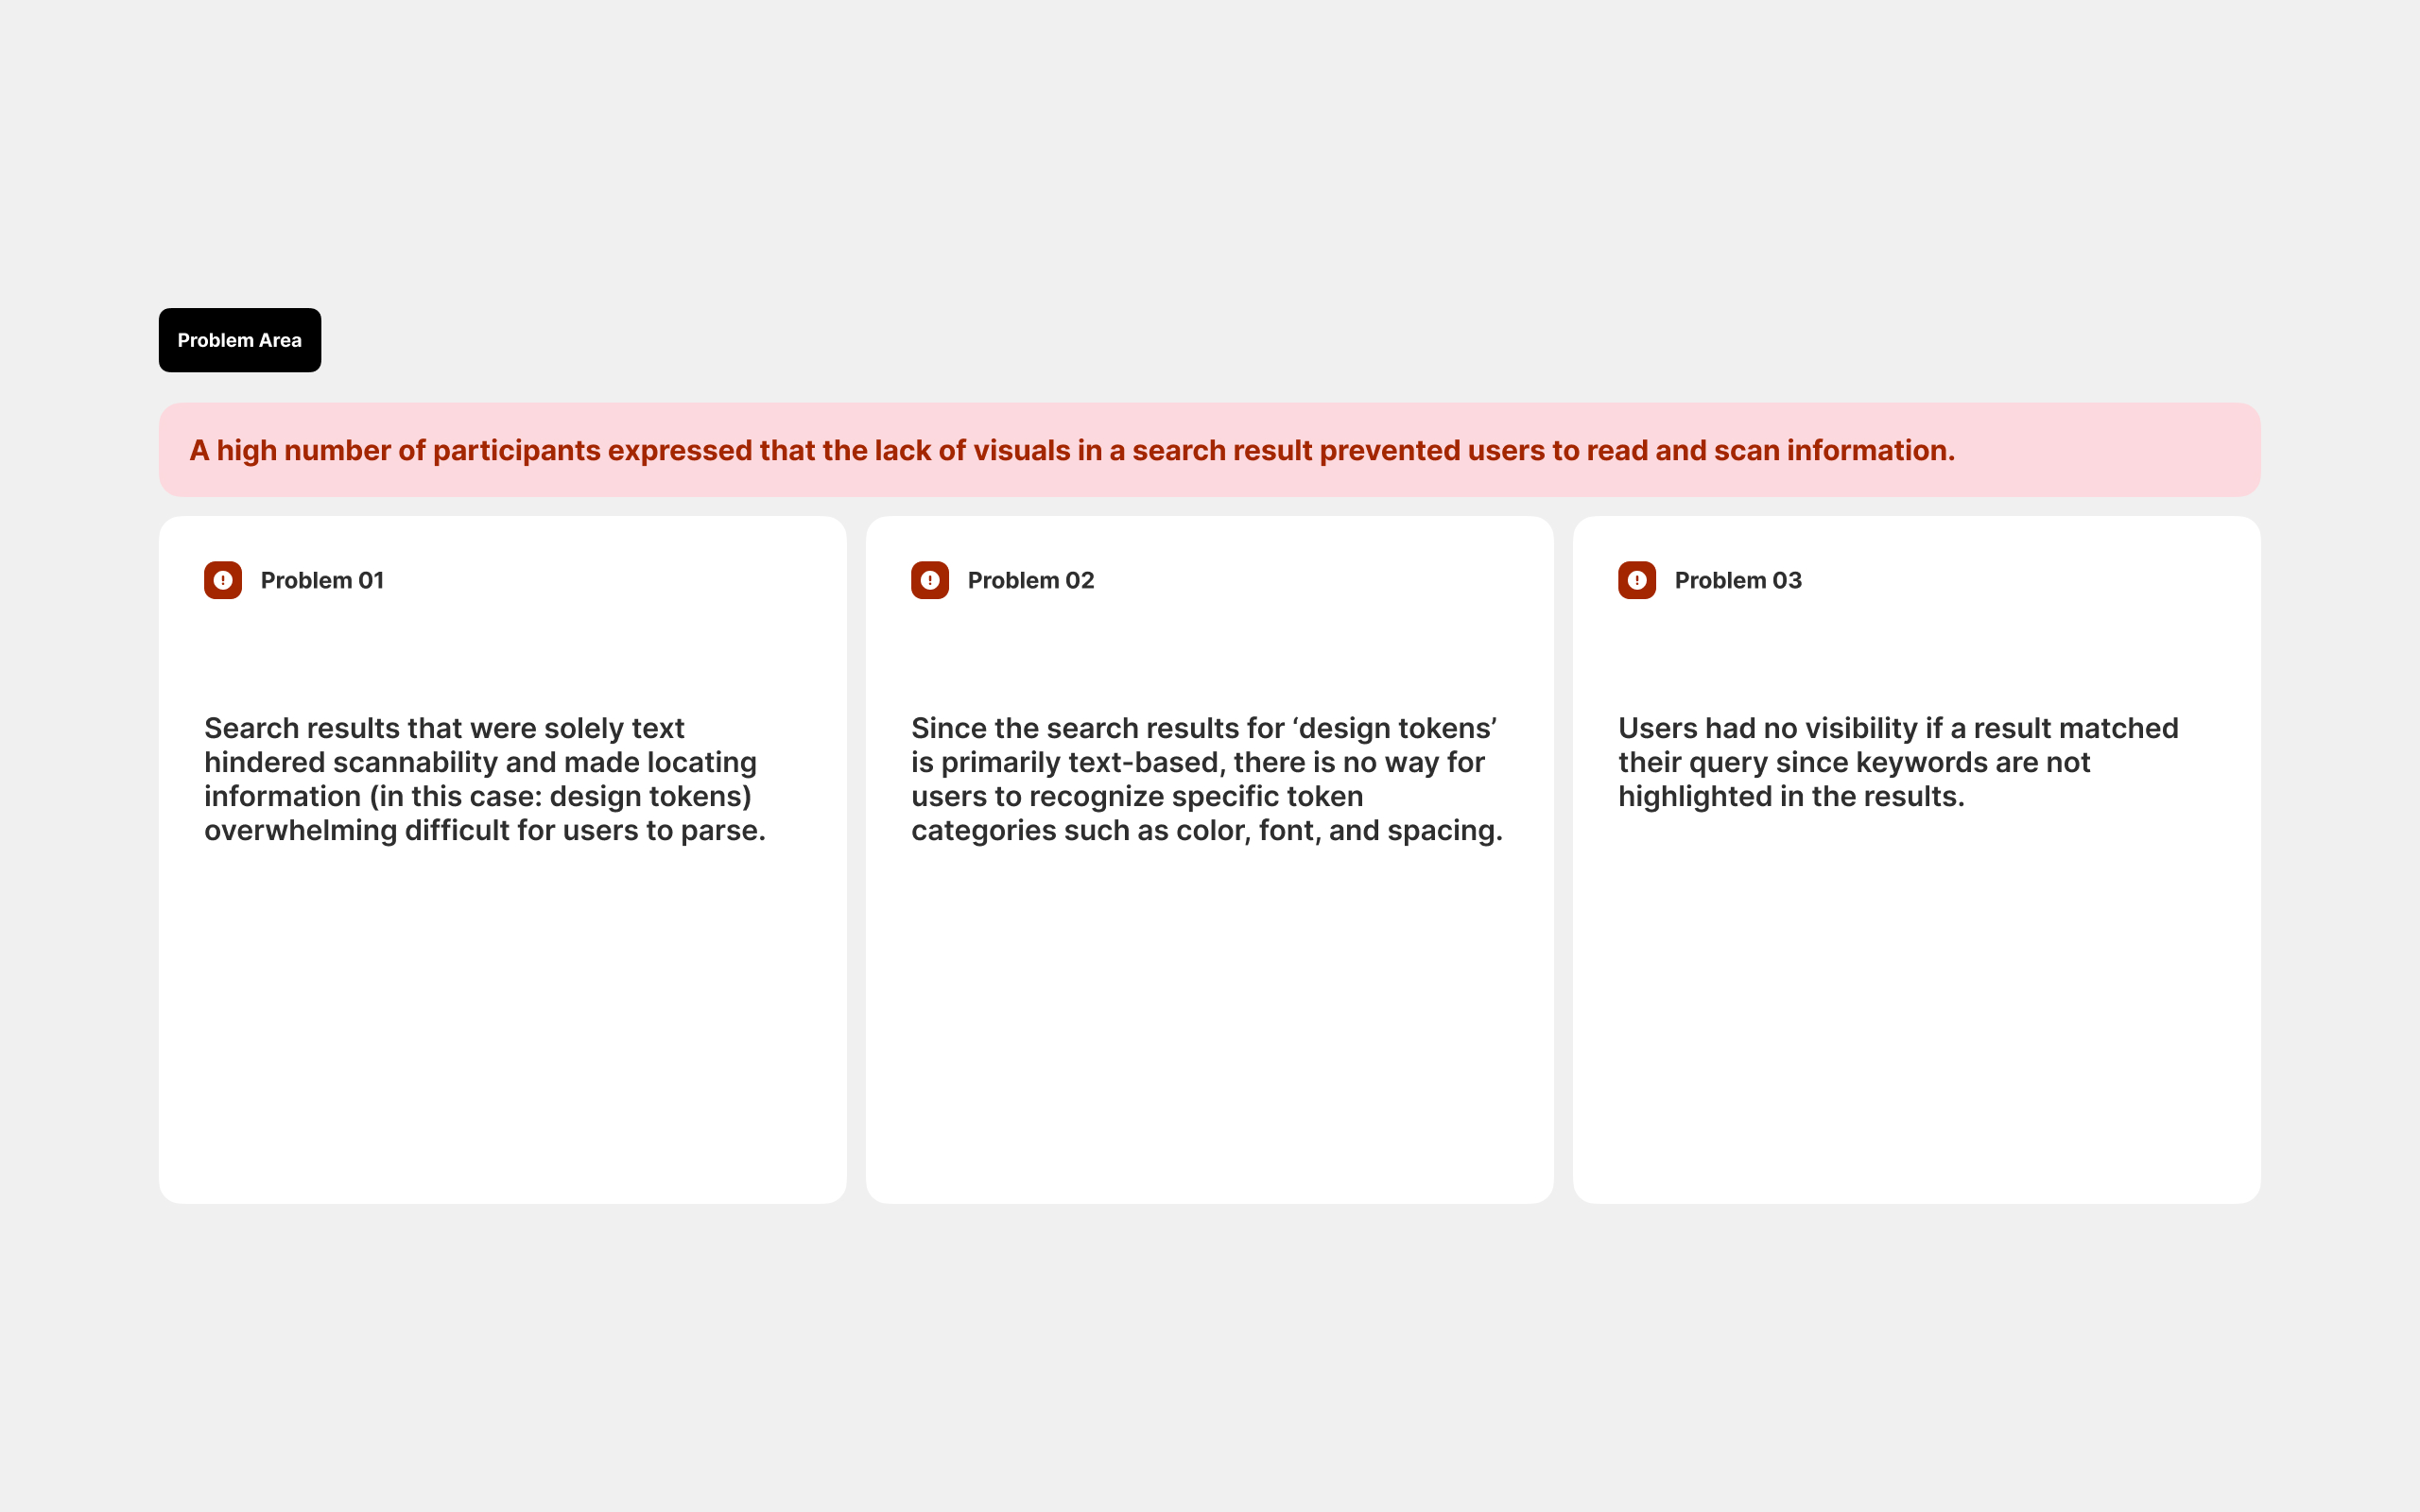 Problem Area
A high number of participants expressed that the lack of visuals in a search result prevented users to read and scan information.
Problem 01
Search results that were solely text
hindered scannability and made locating
information (in this case: design tokens)
overwhelming difficult for users to parse.
Problem 02
Since the search results for ‘design tokens’
is primarily text-based, there is no way for
users to recognize specific token
categories such as color, font, and spacing.
Problem 03
Users had no visibility if a result matched
their query since keywords are not
highlighted in the results.